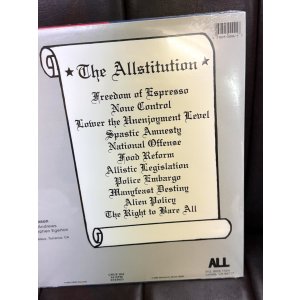 The Allstitution
Freedom of Espresso
None Control
Lower the Unenjoyment Level
Spastic Amnesty
National Offense
Food Reform
Allistic Legislation
Police Embargo
Manyfeast Destiny
Alien Policy
The Right to Bare All
ALL